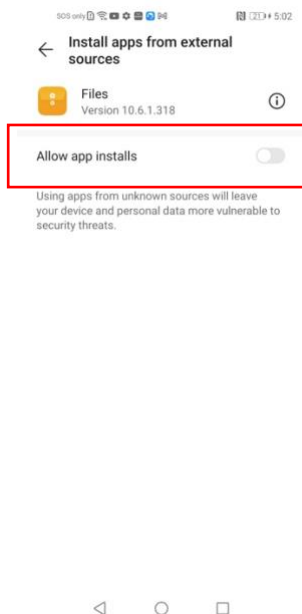 SOS only
5:02
Install apps from external
sources
Files
Version 10.6.1.318
Allow app installs
Using apps from unknown sources will leave
your device and personal data more vulnerable to
security threats.